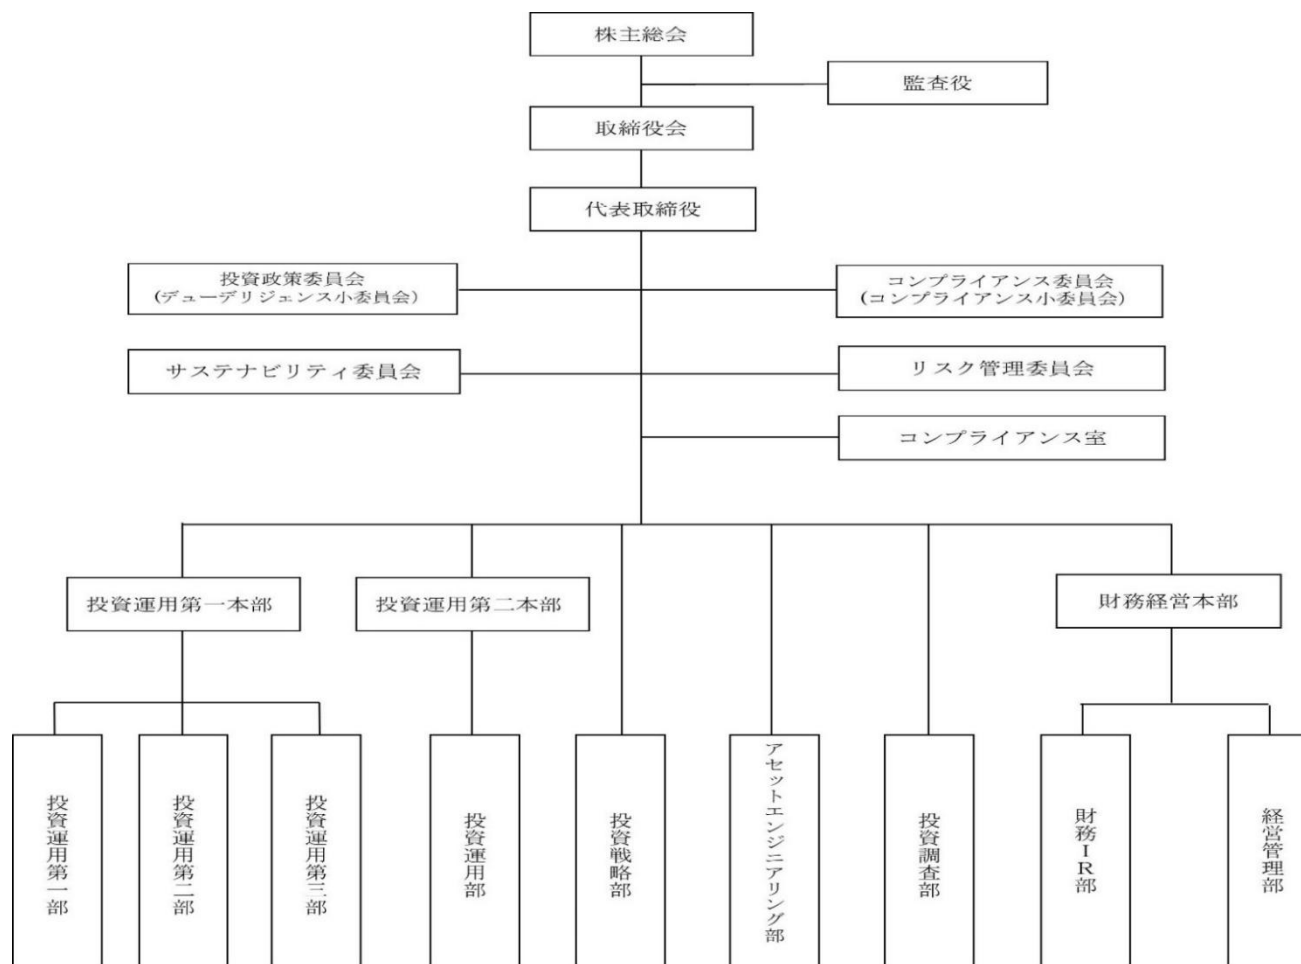 株主総会
監査役
取締役会
代表取締役
投資政策委員会
(デューデリジェンス小委員会)
コンプライアンス委員会
(コンプライアンス小委員会)
サステナビリティ委員会
リスク管理委員会
コンプライアンス室
投資運用第一本部
投資運用第二本部
財務経営本部
投資運用第一部
投資運用第二部
投資運用第三部
投資運用部
投資戦略部
アセットエンジニアリング部
投資調査部
財務IR部
経営管理部